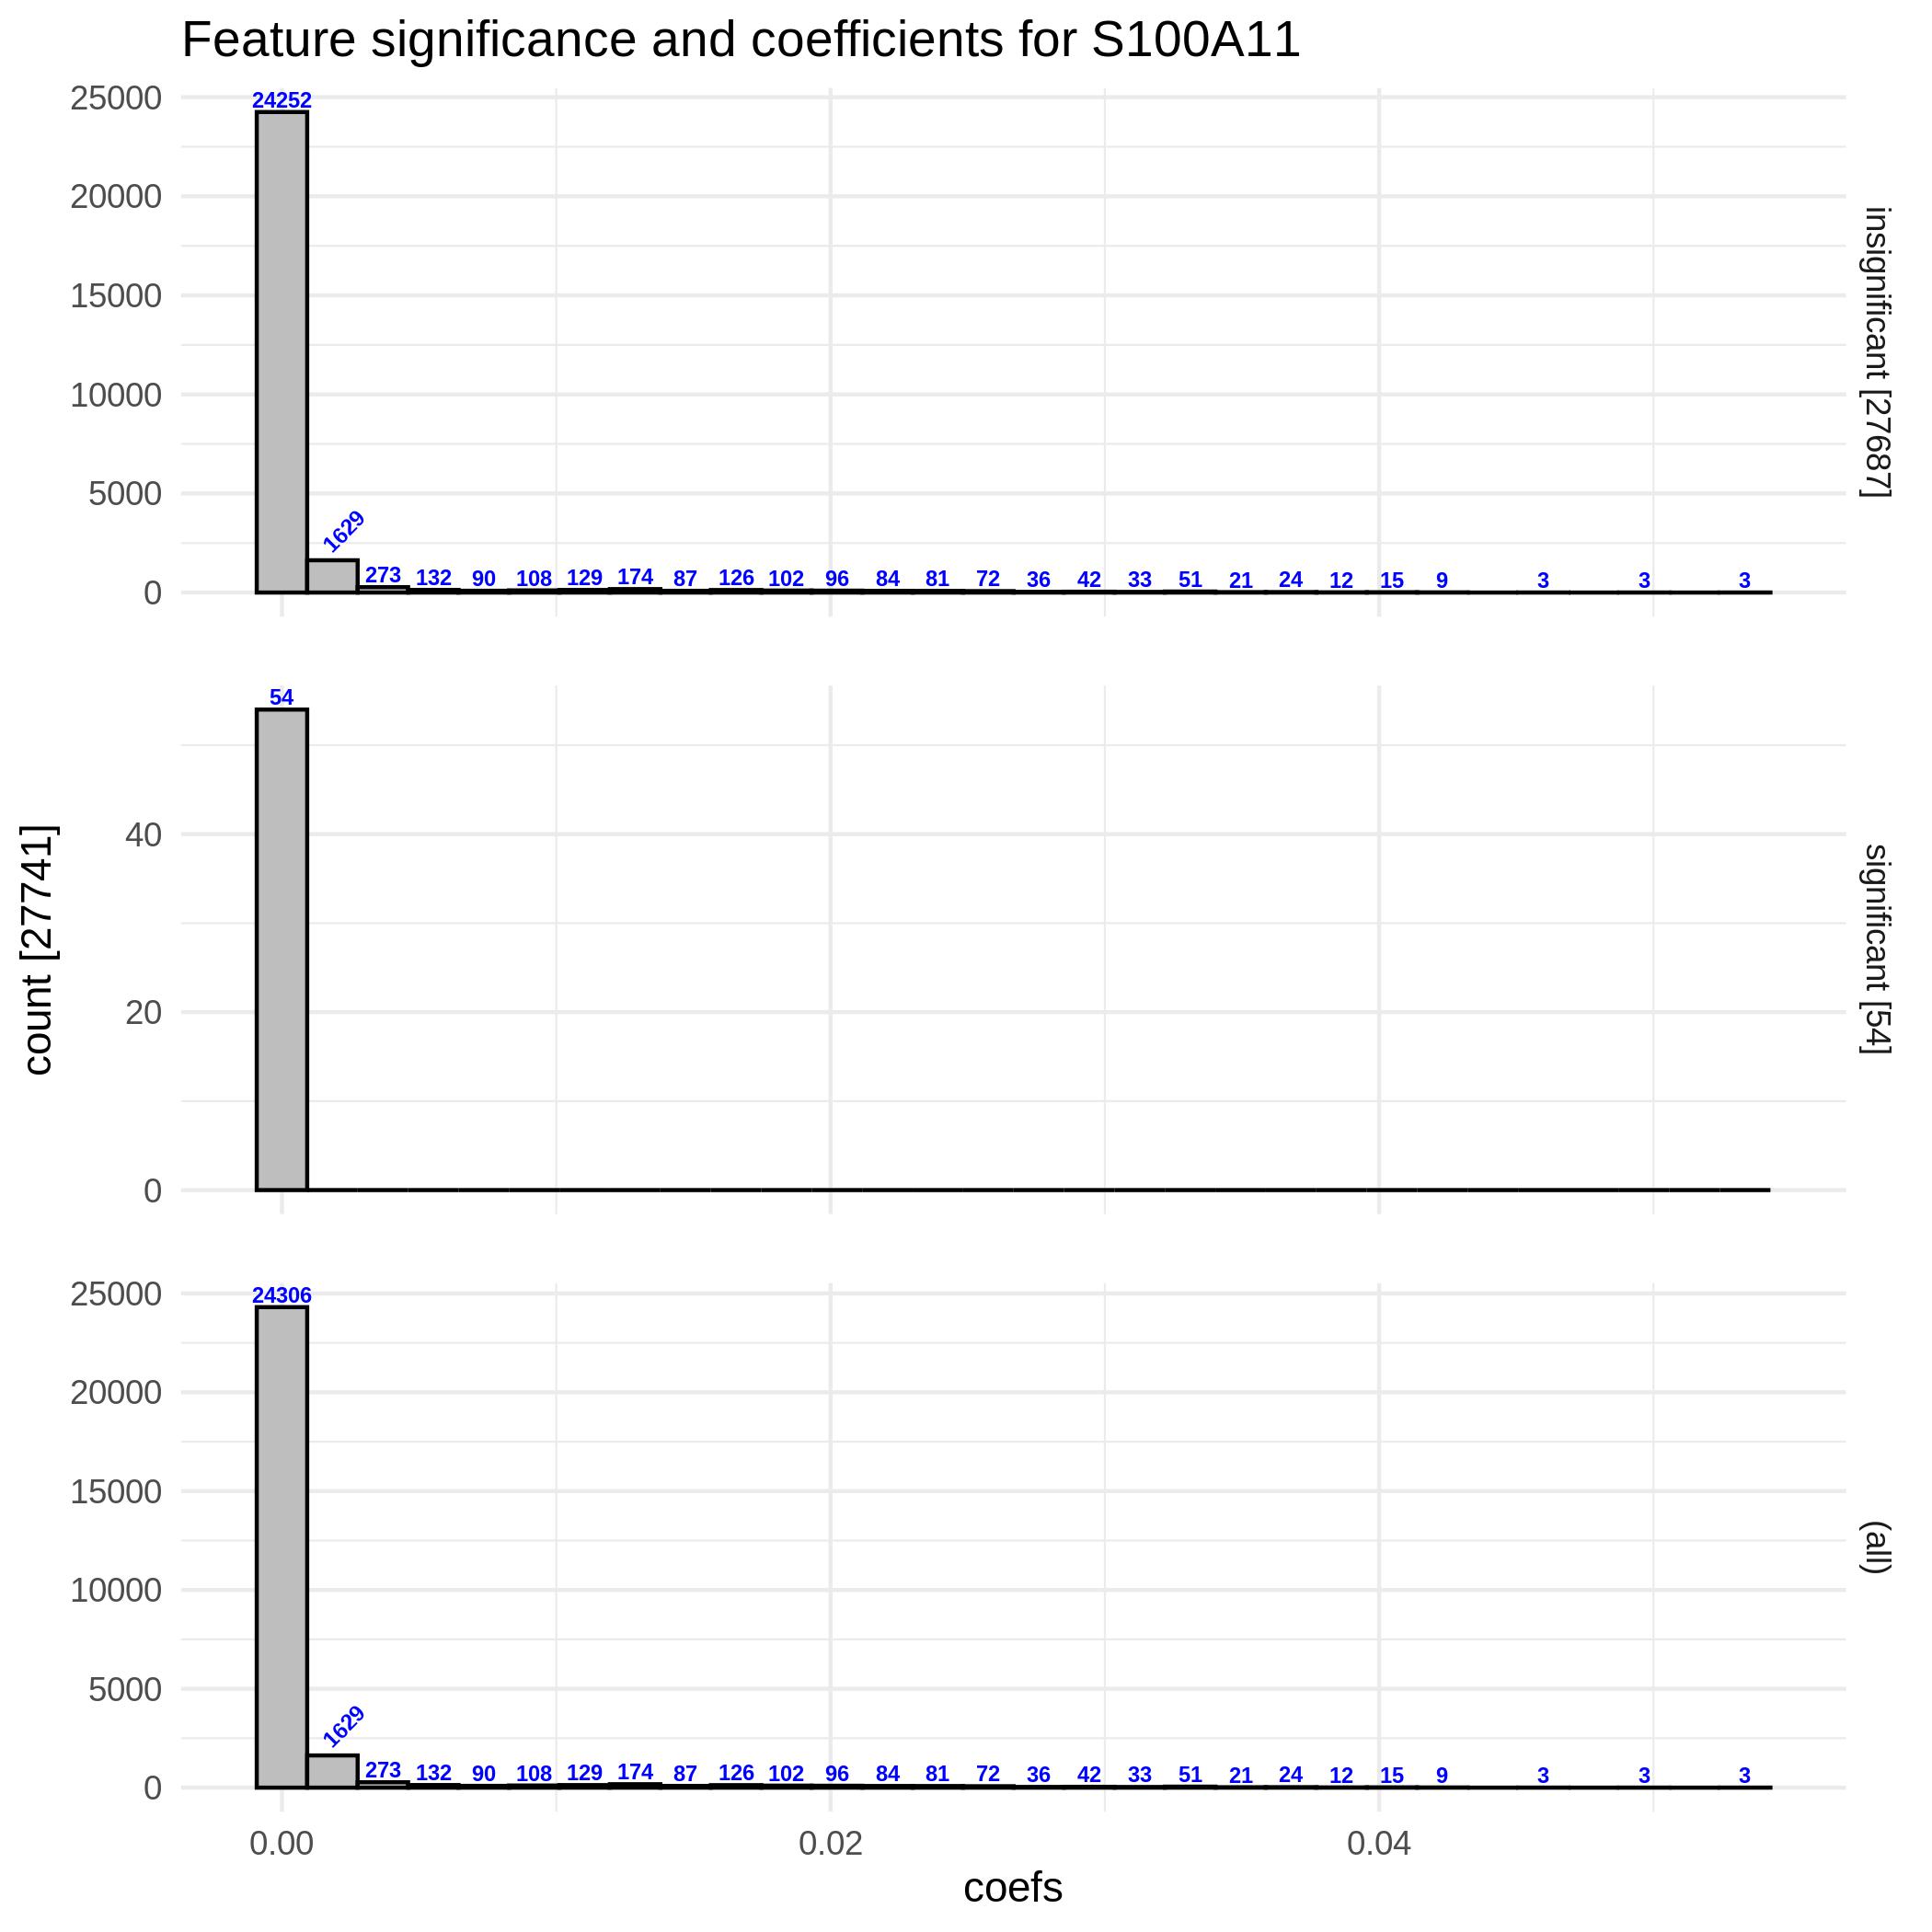 Feature significance and coefficients for S100A11
25000
20000
15000
10000
5000
0
24252
1629
273 132 90 108 129 174 87 126 102 96 84 81 72 36 42 33 51 21 24 12 15 9 3 3 3
insignificant [27687]
count [27741]
40
20
0
54
significant [54]
25000
20000
15000
10000
5000
0
24306
1629
273 132 90 108 129 174 87 126 102 96 84 81 72 36 42 33 51 21 24 12 15 9 3 3 3
(all)
0.00 0.02 0.04
coefs